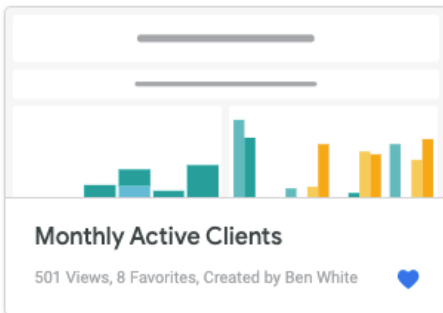 Monthly Active Clients
501 Views, 8 Favorites, Created by Ben White